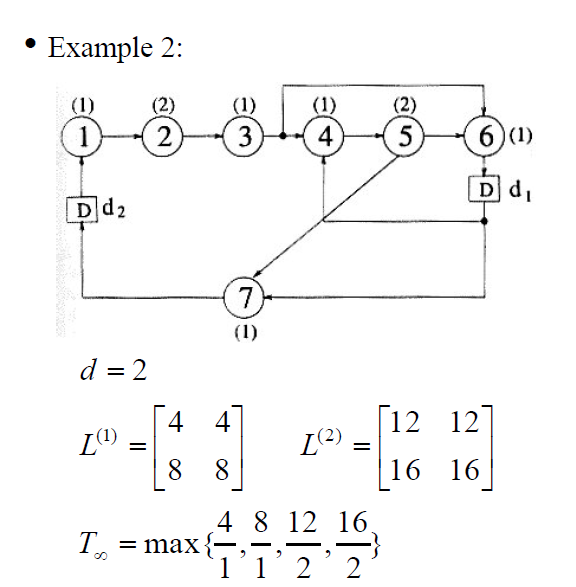 • Example 2:
(1) (2) (1) (1) (2)
1 2 3 4 5 6 (1)
D d₂ D d₁
7
(1)
d = 2
L⁽¹⁾ = [4 4; 8 8] L⁽²⁾ = [12 12; 16 16]
T∞ = max{4/1, 8/1, 12/2, 16/2}